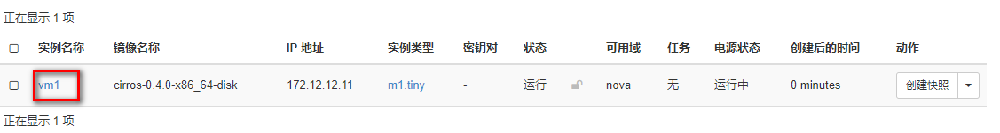 正在显示 1 项
实例名称 镜像名称 IP 地址 实例类型 密钥对 状态 可用域 任务 电源状态 创建后的时间 动作
vm1 cirros-0.4.0-x86_64-disk 172.12.12.11 m1.tiny - 运行 nova 无 运行中 0 minutes 创建快照
正在显示 1 项